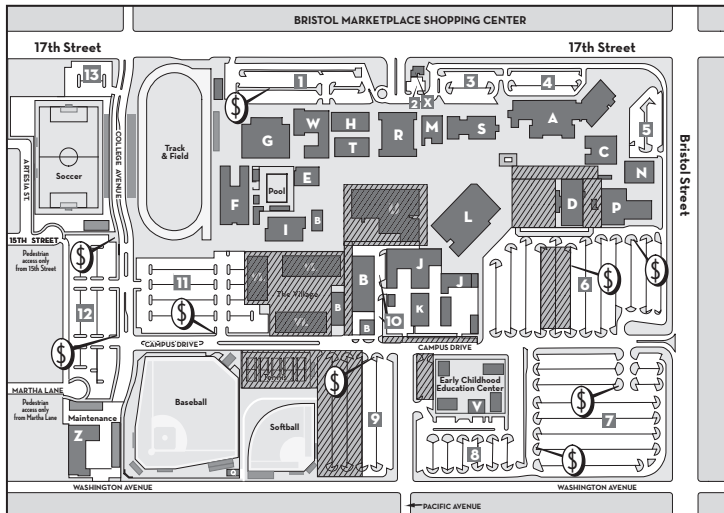 BRISTOL MARKETPLACE SHOPPING CENTER
17th Street
17th Street
13
1
2
X
3
4
5
$
G
W
H
T
R
M
S
A
C
N
Bristol Street
COLLEGE AVENUE
ARTESIA ST.
Soccer
Track
& Field
F
E
Pool
I
B
L
D
P
15TH STREET
Pedestrian
access only
from 15th Street
$
12
$
11
$
The Village
B
B
B
J
J
K
10
6
$
$
CAMPUS DRIVE
CAMPUS DRIVE
MARTHA LANE
Pedestrian
access only
from Martha Lane
Maintenance
Z
Baseball
Softball
$
9
Early Childhood
Education Center
V
8
$
7
$
WASHINGTON AVENUE
WASHINGTON AVENUE
PACIFIC AVENUE